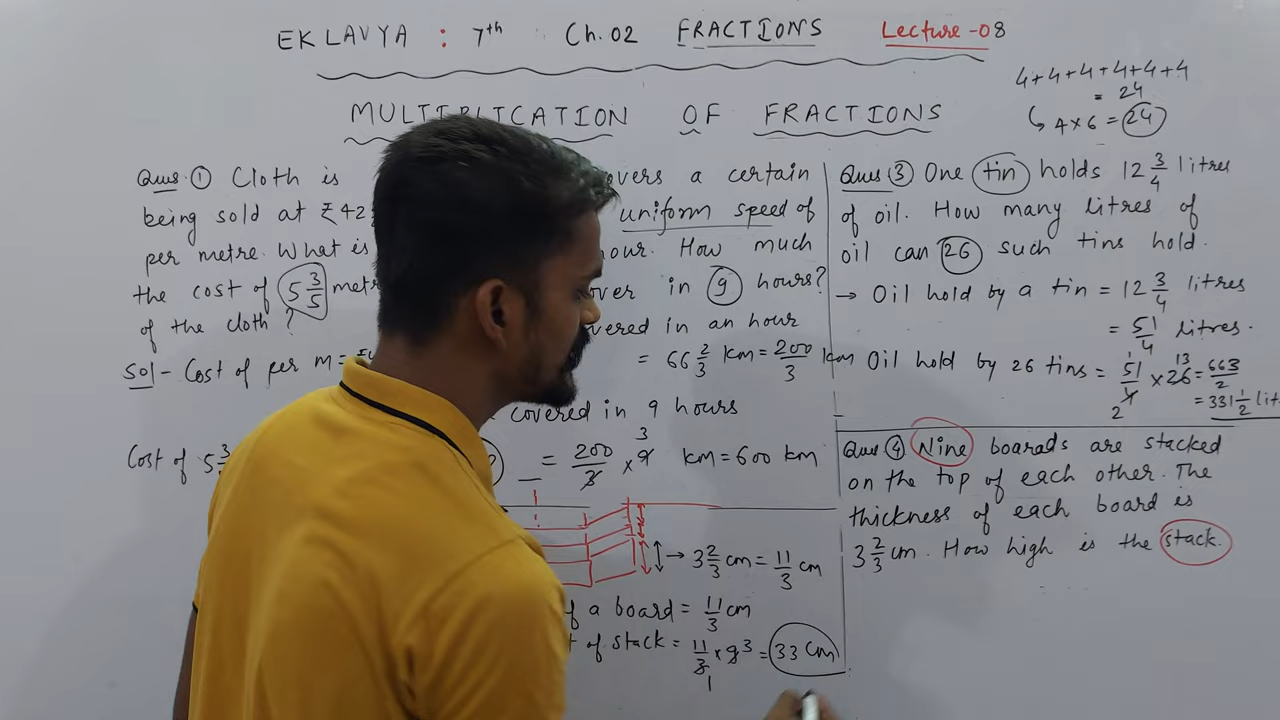 EKLAVYA : 7th Ch. 02 FRACTIONS Lecture -08
4+4+4+4+4+4
= 24
↳ 4×6 = 24
MULTIPLICATION OF FRACTIONS
Ques ① Cloth is
being sold at ₹42
per metre. What is
the cost of 5 3/5 metr
of the cloth?
Sol - Cost of per m =
Cost of 5 3
overs a certain
uniform speed of
hour. How much
over in 9 hours?
overed in an hour
= 66 2/3 km = 200/3 km
covered in 9 hours
= 200/3 × 9 3 km = 600 km
→ 3 2/3 cm = 11/3 cm
of a board = 11/3 cm
t of stack = 11/3 × 9 3 = 33 cm
1
Ques ③ One tin holds 12 3/4 litres
of oil. How many litres of
oil can 26 such tins hold.
→ Oil hold by a tin = 12 3/4 litres
= 51/4 litres.
Oil hold by 26 tins = 51/4 × 26 13 = 663/2
2
= 331 1/2 lit
Ques ④ Nine boards are stacked
on the top of each other. The
thickness of each board is
3 2/3 cm. How high is the stack.